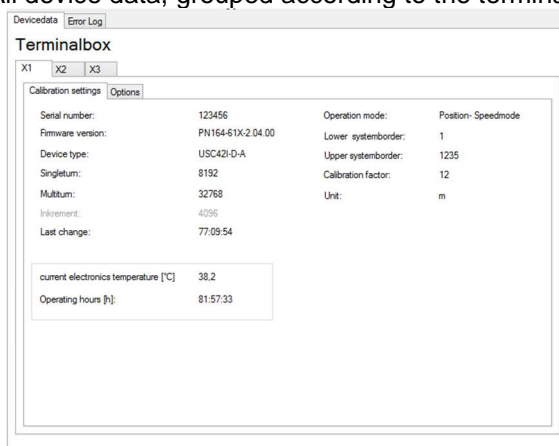 All device data, grouped according to the termina
Devicedata Error Log
Terminalbox
X1 X2 X3
Calibration settings Options
Serial number: 123456 Operation mode: Position- Speedmode
Firmware version: PN164-61X-2.04.00 Lower systemborder: 1
Device type: USC42I-D-A Upper systemborder: 1235
Singleturn: 8192 Calibration factor: 12
Multiturn: 32768 Unit: m
Inkrement: 4096
Last change: 77:09:54
current electronics temperature [°C] 38,2
Operating hours [h]: 81:57:33